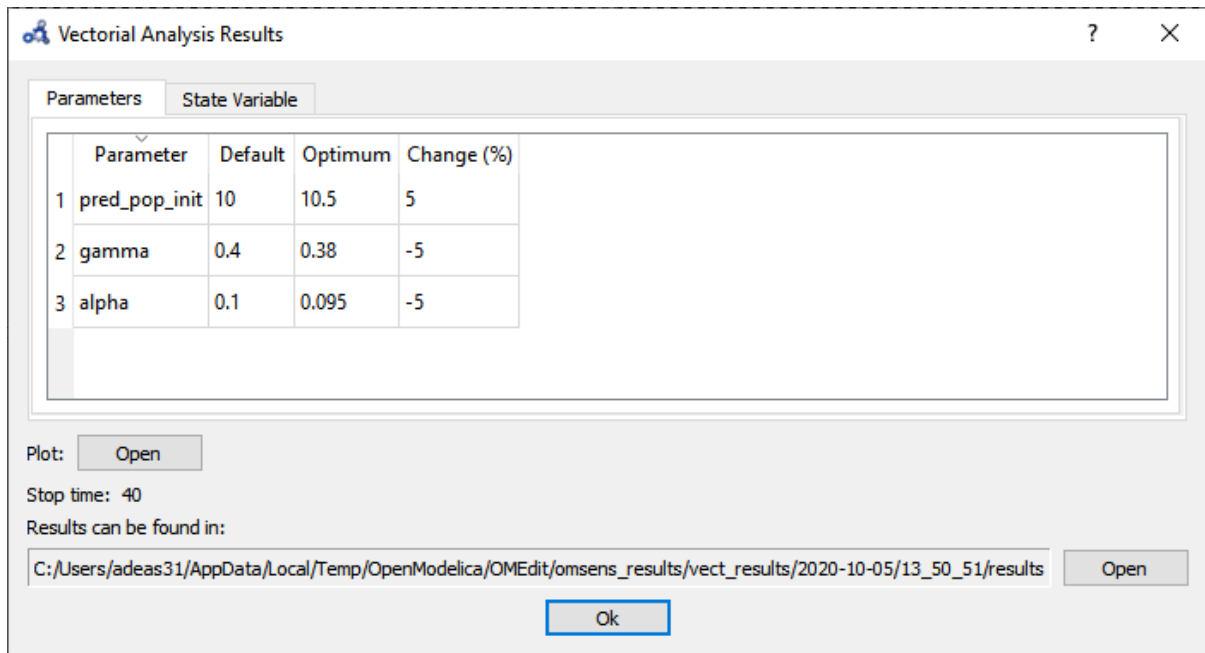 Vectorial Analysis Results ?
Parameters State Variable
Parameter Default Optimum Change (%)
1 pred_pop_init 10 10.5 5
2 gamma 0.4 0.38 -5
3 alpha 0.1 0.095 -5
Plot: Open
Stop time: 40
Results can be found in:
C:/Users/adeas31/AppData/Local/Temp/OpenModelica/OMEdit/omsens_results/vect_results/2020-10-05/13_50_51/results Open
Ok